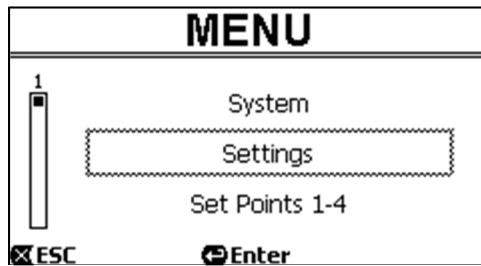 MENU
1
System
Settings
Set Points 1-4
ESC Enter